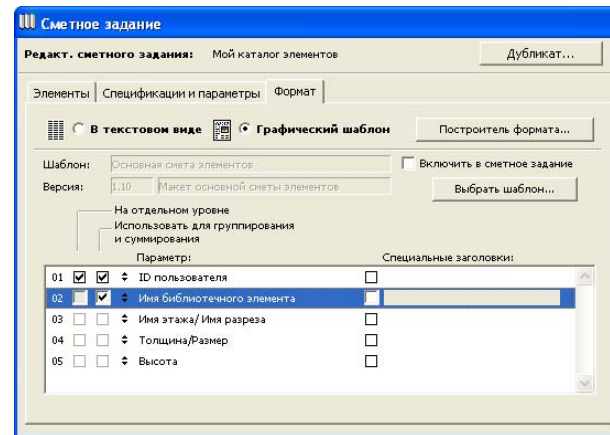 Сметное задание
Редакт. сметного задания: Мой каталог элементов Дубликат...
Элементы Спецификации и параметры Формат
В текстовом виде Графический шаблон Построитель формата...
Шаблон: Основная смета элементов Включить в сметное задание
Версия: 1.10 Макет основной сметы элементов Выбрать шаблон...
На отдельном уровне
Использовать для группирования
и суммирования
Параметр: Специальные заголовки:
01 ID пользователя
02 Имя библиотечного элемента
03 Имя этажа/ Имя разреза
04 Толщина/Размер
05 Высота